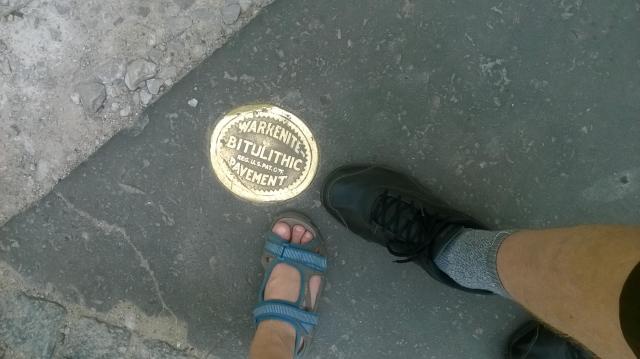 WARRENITE-
BITULITHIC
REG. U.S. PAT. OFF.
PAVEMENT